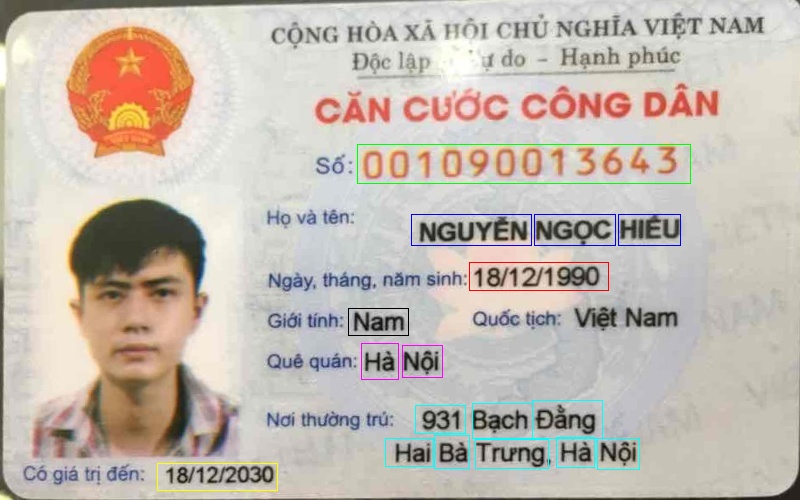 CỘNG HÒA XÃ HỘI CHỦ NGHĨA VIỆT NAM
Độc lập - Tự do - Hạnh phúc
CĂN CƯỚC CÔNG DÂN
Số: 001090013643
Họ và tên: NGUYỄN NGỌC HIẾU
Ngày, tháng, năm sinh: 18/12/1990
Giới tính: Nam Quốc tịch: Việt Nam
Quê quán: Hà Nội
Nơi thường trú: 931 Bạch Đằng
Hai Bà Trưng, Hà Nội
Có giá trị đến: 18/12/2030